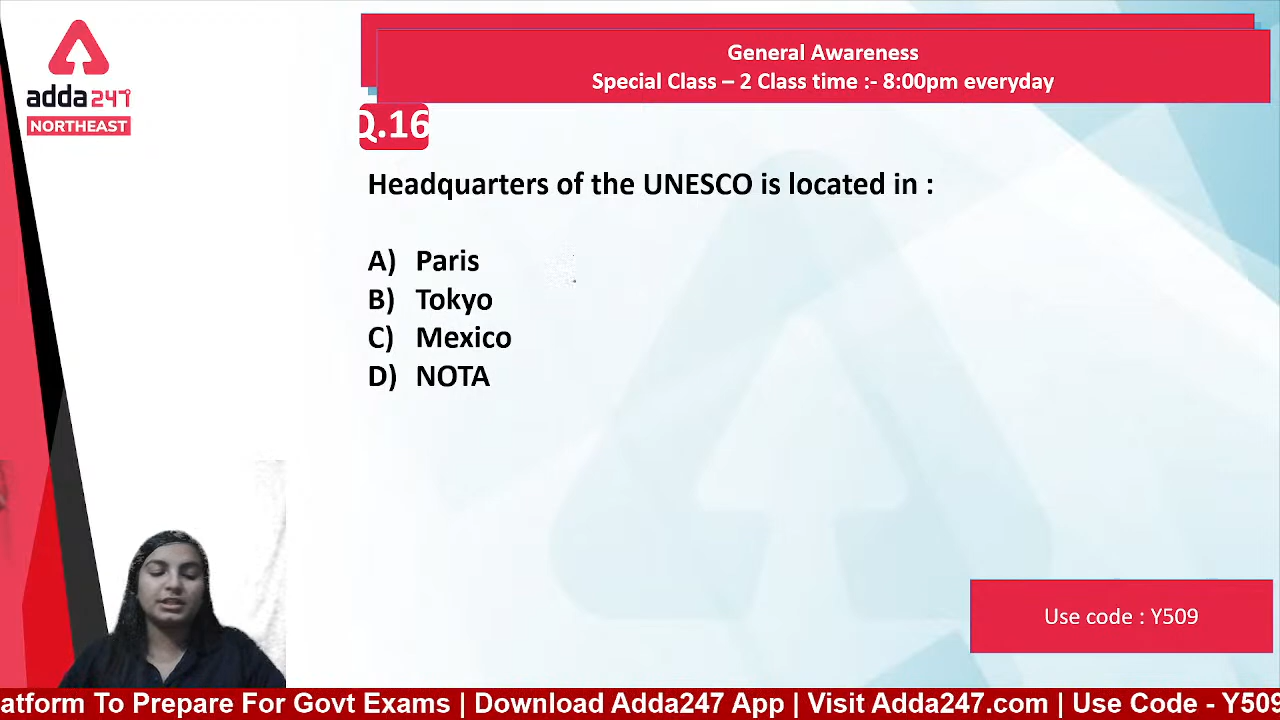 adda247
NORTHEAST
General Awareness
Special Class – 2 Class time :- 8:00pm everyday
Q.16
Headquarters of the UNESCO is located in :
A) Paris
B) Tokyo
C) Mexico
D) NOTA
Use code : Y509
atform To Prepare For Govt Exams | Download Adda247 App | Visit Adda247.com | Use Code - Y509